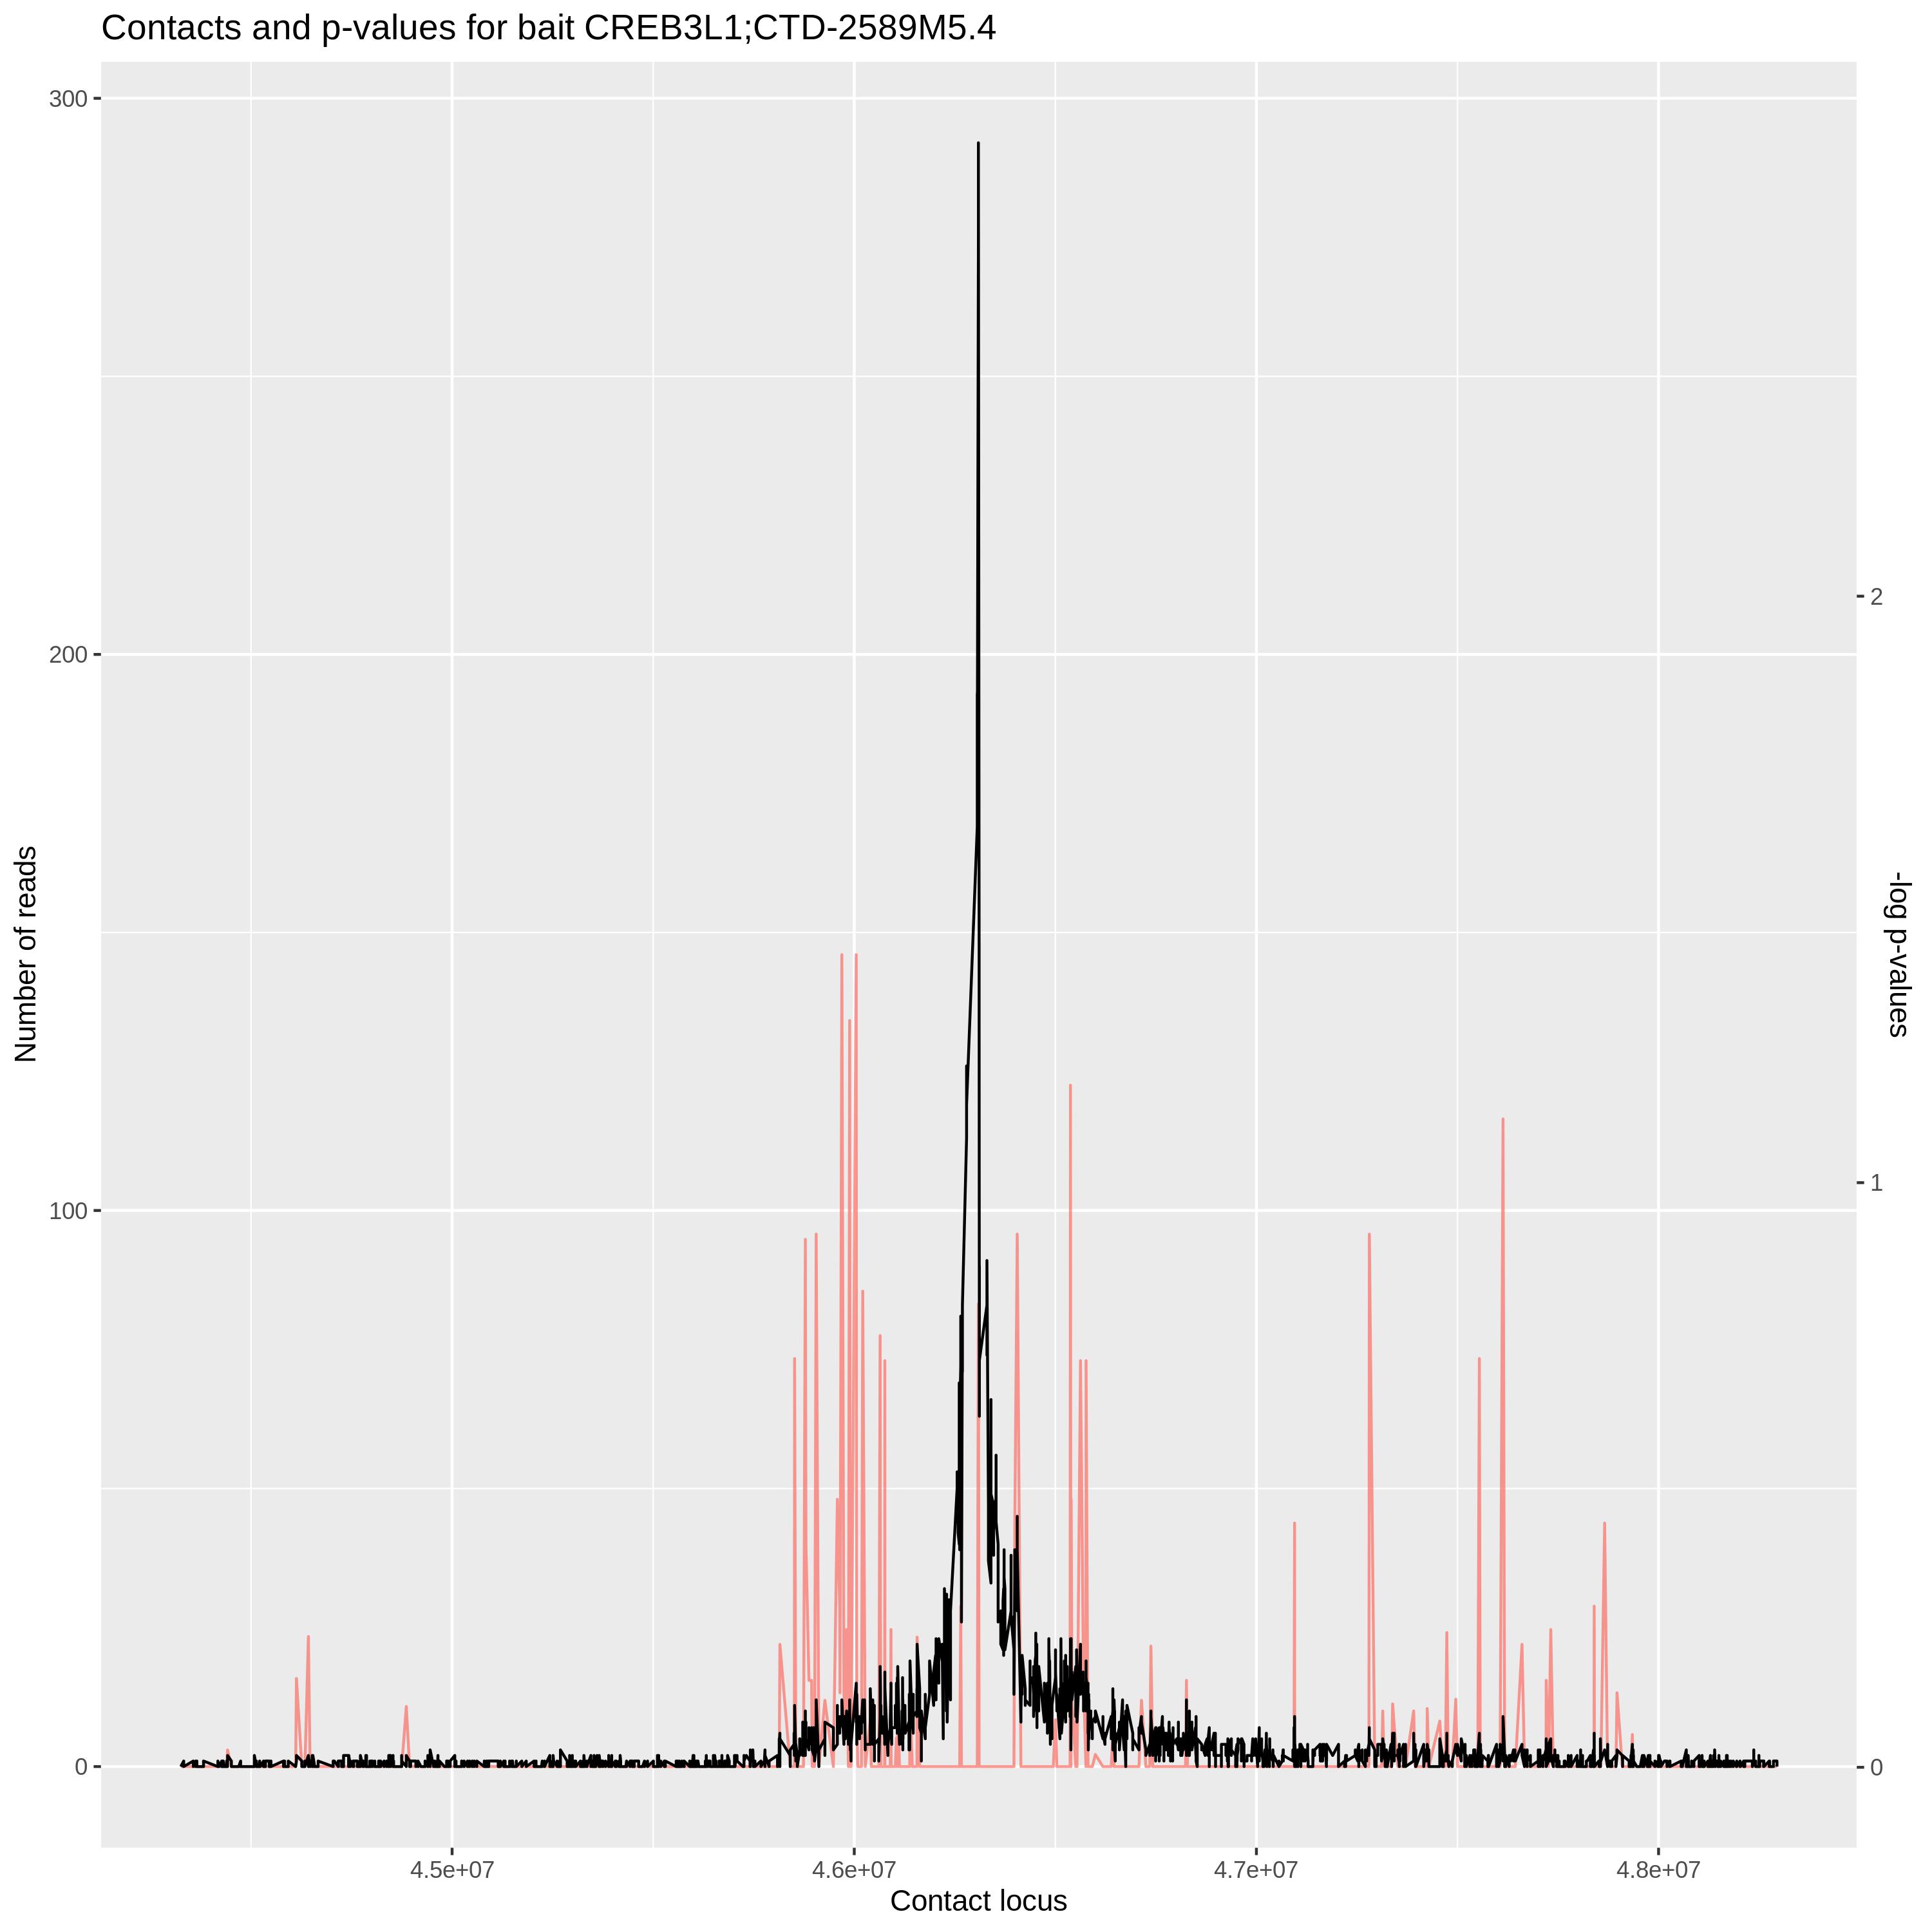 Contacts and p-values for bait CREB3L1;CTD-2589M5.4
300
200
100
0
Number of reads
2
1
0
-log p-values
4.5e+07
4.6e+07
4.7e+07
4.8e+07
Contact locus